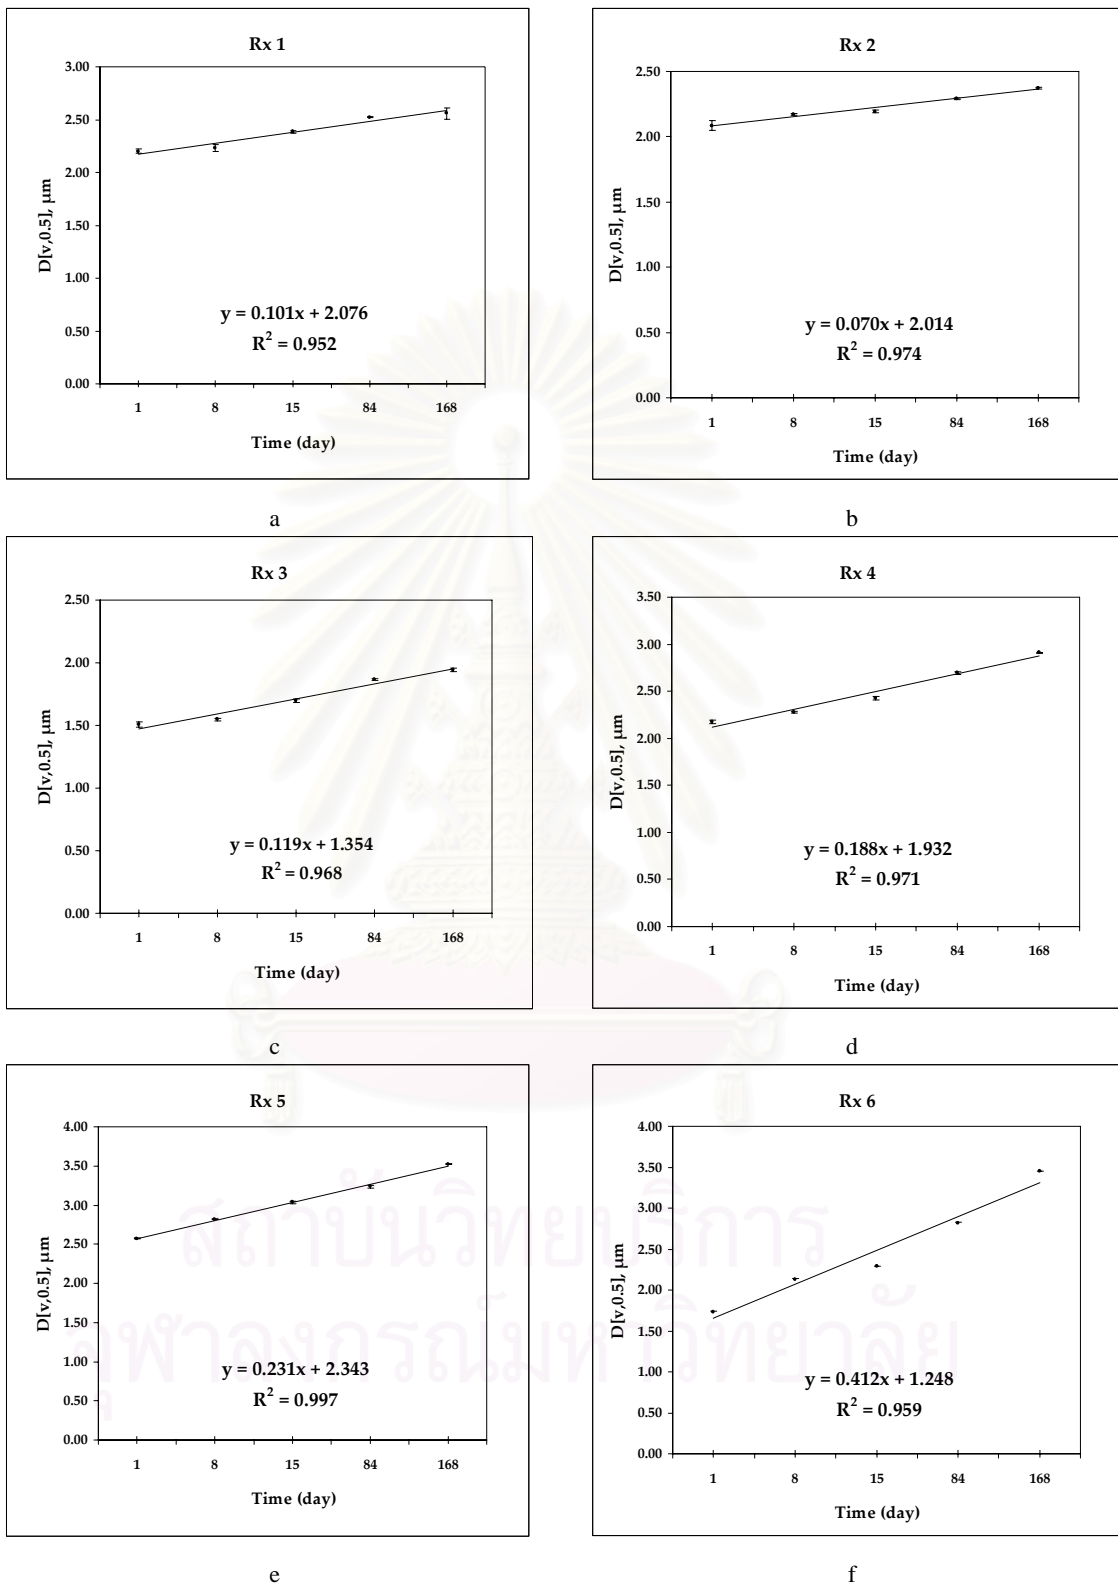 Rx 1
3.00
2.50
2.00
1.50
1.00
0.50
0.00
D[v,0.5], µm
y = 0.101x + 2.076
R² = 0.952
1 8 15 84 168
Time (day)
a
Rx 2
2.50
2.00
1.50
1.00
0.50
0.00
D[v,0.5], µm
y = 0.070x + 2.014
R² = 0.974
1 8 15 84 168
Time (day)
b
Rx 3
2.50
2.00
1.50
1.00
0.50
0.00
D[v,0.5], µm
y = 0.119x + 1.354
R² = 0.968
1 8 15 84 168
Time (day)
c
Rx 4
3.50
3.00
2.50
2.00
1.50
1.00
0.50
0.00
D[v,0.5], µm
y = 0.188x + 1.932
R² = 0.971
1 8 15 84 168
Time (day)
d
Rx 5
4.00
3.50
3.00
2.50
2.00
1.50
1.00
0.50
0.00
D[v,0.5], µm
y = 0.231x + 2.343
R² = 0.997
1 8 15 84 168
Time (day)
e
Rx 6
4.00
3.50
3.00
2.50
2.00
1.50
1.00
0.50
0.00
D[v,0.5], µm
y = 0.412x + 1.248
R² = 0.959
1 8 15 84 168
Time (day)
f
สถาบันวิทยบริการ
จุฬาลงกรณ์มหาวิทยาลัย